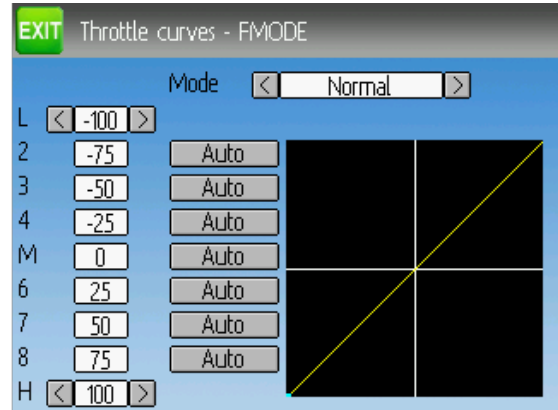 EXIT Throttle curves - FMODE
Mode < Normal >
L < -100 >
2 -75 Auto
3 -50 Auto
4 -25 Auto
M 0 Auto
6 25 Auto
7 50 Auto
8 75 Auto
H < 100 >